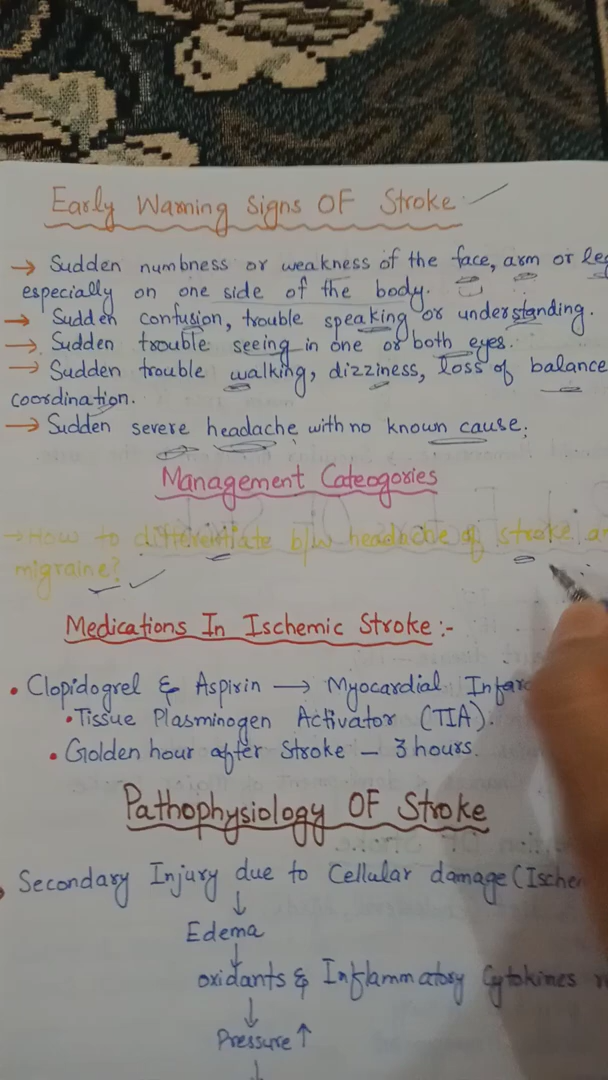 Early Warning Signs OF Stroke
→ Sudden numbness or weakness of the face, arm or leg
especially on one side of the body.
→ Sudden confusion, trouble speaking or understanding.
→ Sudden trouble seeing in one or both eyes.
→ Sudden trouble walking, dizziness, loss of balance
coordination.
→ Sudden severe headache with no known cause.
Management Cateogories
→ How to differentiate b/w headache of stroke
migraine?
Medications In Ischemic Stroke:-
• Clopidogrel & Aspirin → Myocardial
• Tissue Plasminogen Activator (TIA).
• Golden hour after Stroke – 3 hours.
Pathophysiology OF Stroke
Secondary Injury due to Cellular damage
↓
Edema
↓
oxidants & Inflammatory Cytokines
↓
Pressure ↑
↓